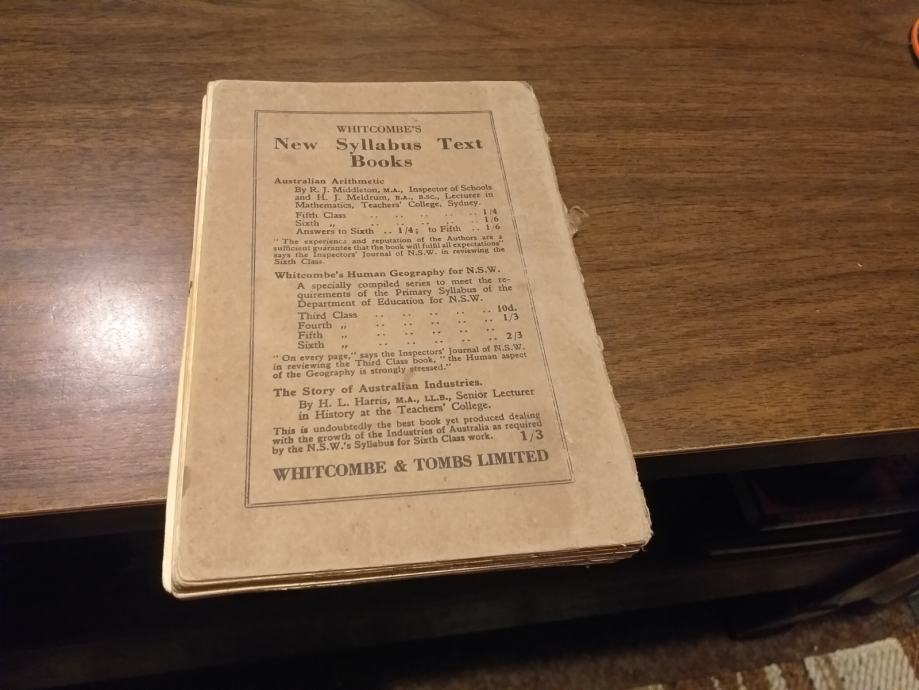 WHITCOMBE'S
New Syllabus Text
Books
Australian Arithmetic
By R. J. Middleton, M.A., Inspector of Schools
and H. J. Meldrum, B.A., B.SC., Lecturer in
Mathematics, Teachers' College, Sydney.
Fifth Class .. .. .. .. .. 1/4
Sixth „ .. .. .. .. .. 1/6
Answers to Sixth .. 1/4; to Fifth .. 1/6
"The experience and reputation of the Authors are a
sufficient guarantee that the book will fulfil all expectations"
says the Inspectors' Journal of N.S.W. in reviewing the
Sixth Class.
Whitcombe's Human Geography for N.S.W.
A specially compiled series to meet the re-
quirements of the Primary Syllabus of the
Department of Education for N.S.W.
Third Class .. .. .. .. .. 10d.
Fourth „ .. .. .. .. .. 1/3
Fifth „ .. .. .. .. ..
Sixth „ .. .. .. .. .. 2/3
"On every page," says the Inspectors' Journal of N.S.W.
in reviewing the Third Class book, "the Human aspect
of the Geography is strongly stressed."
The Story of Australian Industries.
By H. L. Harris, M.A., LL.B., Senior Lecturer
in History at the Teachers' College.
This is undoubtedly the best book yet produced dealing
with the growth of the Industries of Australia as required
by the N.S.W.'s Syllabus for Sixth Class work. 1/3
WHITCOMBE & TOMBS LIMITED